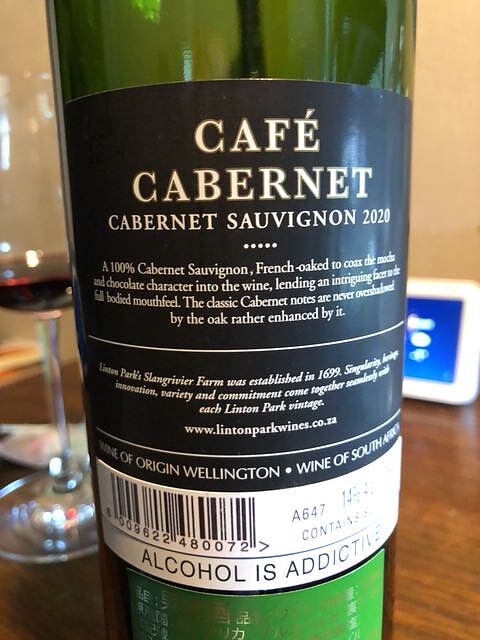 CAFÉ
CABERNET
CABERNET SAUVIGNON 2020
A 100% Cabernet Sauvignon, French-oaked to coax the mocha
and chocolate character into the wine, lending an intriguing facet to the
full bodied mouthfeel. The classic Cabernet notes are never overshadowed
by the oak rather enhanced by it.
Linton Park's Slangrivier Farm was established in 1699. Singularity, heritage,
innovation, variety and commitment come together seamlessly with
each Linton Park vintage.
www.lintonparkwines.co.za
WINE OF ORIGIN WELLINGTON • WINE OF SOUTH
A647 14%
CONTAINS
6 009622 480072 >
ALCOHOL IS ADDICTIVE